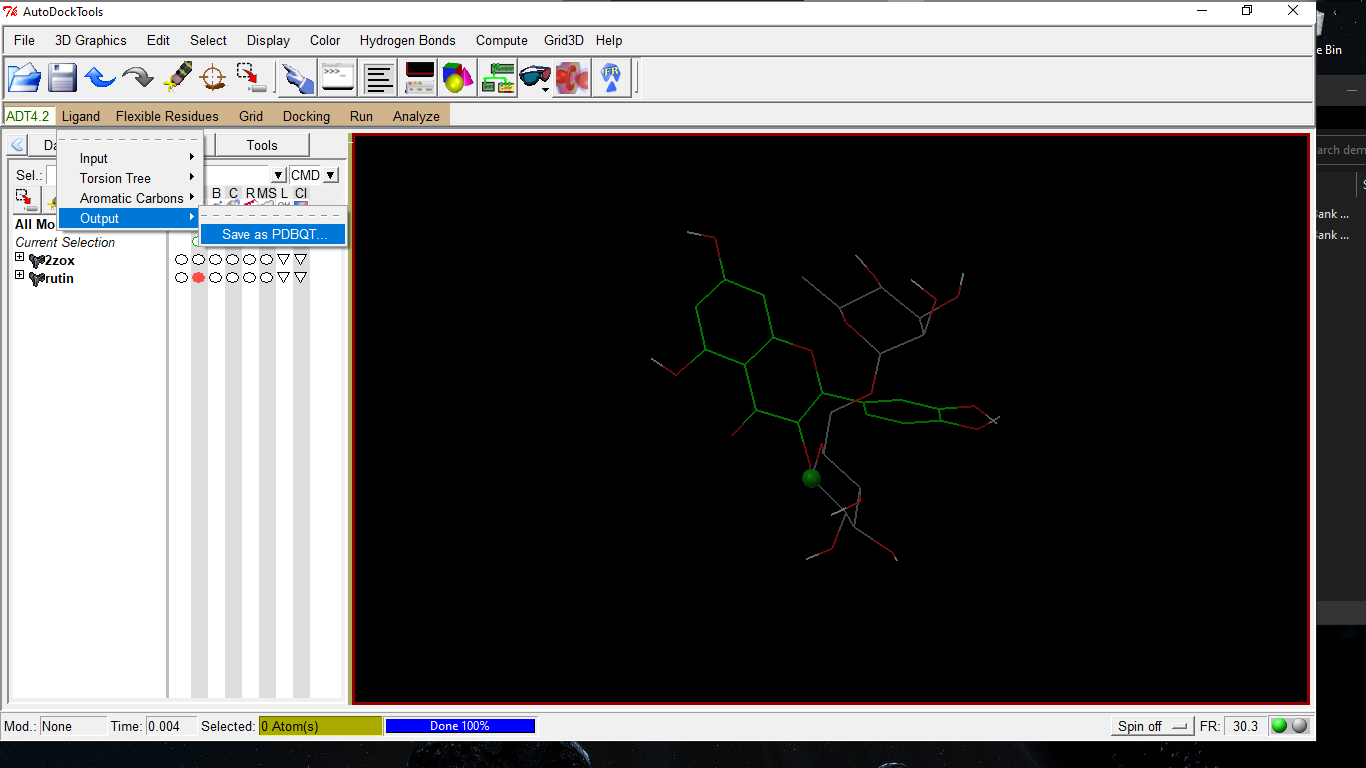 AutoDockTools
File 3D Graphics Edit Select Display Color Hydrogen Bonds Compute Grid3D Help
e Bin
>>>_
IFR
ADT4.2 Ligand Flexible Residues Grid Docking Run Analyze
Da Tools
arch dem
Input
Torsion Tree
Aromatic Carbons
Output
Save as PDBQT...
Sel.: CMD
B C R MS L Cl
All Mo
Current Selection
2zox
rutin
Bank ...
Bank ...
Mod.: None Time: 0.004 Selected: 0 Atom(s) Done 100% Spin off FR: 30.3